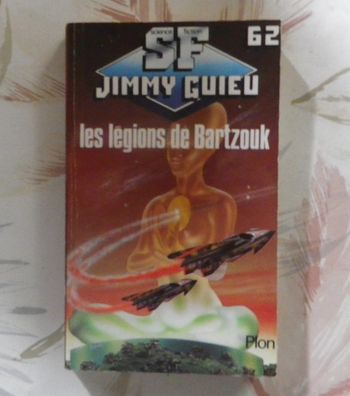 science fiction
SF
62
JIMMY GUIEU
les légions de Bartzouk
Plon